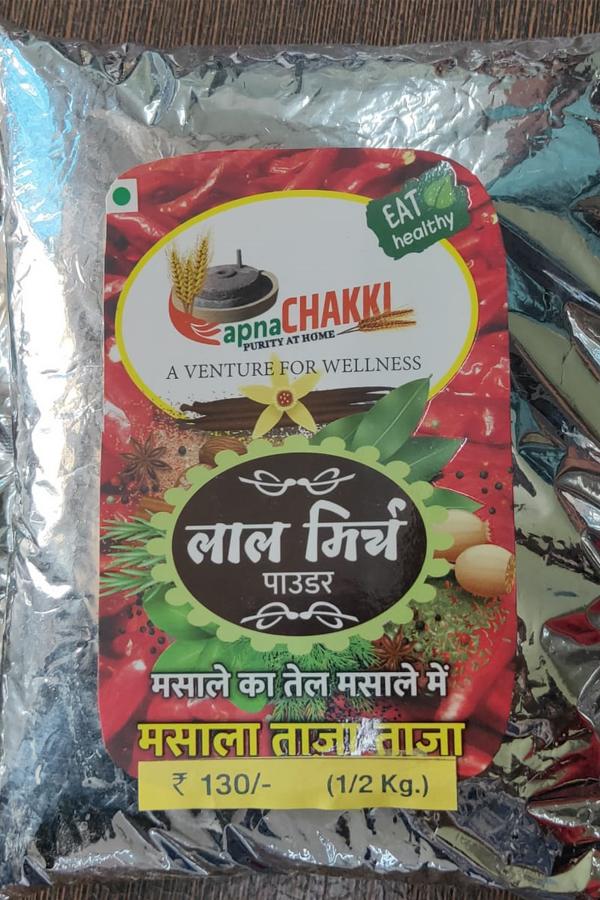 EAT
healthy
apnaCHAKKI
PURITY AT HOME
A VENTURE FOR WELLNESS
लाल मिर्च
पाउडर
मसाले का तेल मसाले में
मसाला ताजा ताजा
₹ 130/- (1/2 Kg.)